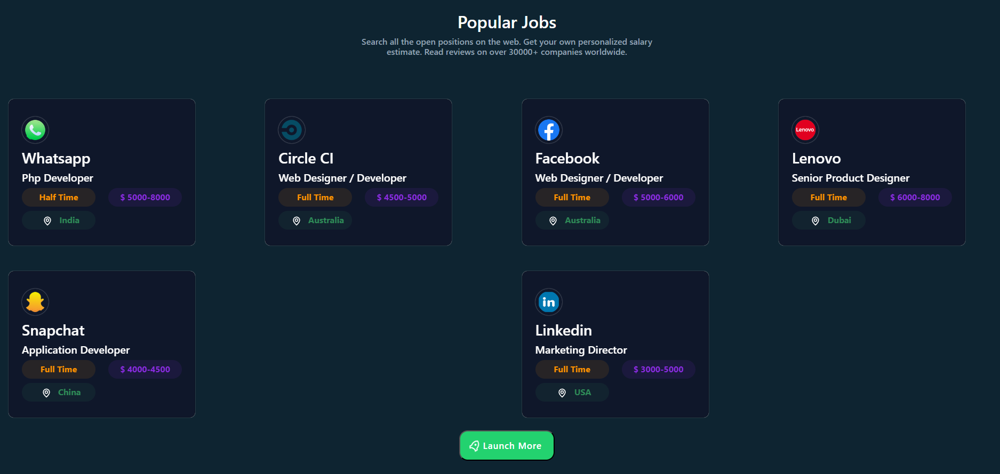 Popular Jobs
Search all the open positions on the web. Get your own personalized salary
estimate. Read reviews on over 30000+ companies worldwide.
Whatsapp
Php Developer
Half Time
$ 5000-8000
India
Circle CI
Web Designer / Developer
Full Time
$ 4500-5000
Australia
Facebook
Web Designer / Developer
Full Time
$ 5000-6000
Australia
Lenovo
Lenovo
Senior Product Designer
Full Time
$ 6000-8000
Dubai
Snapchat
Application Developer
Full Time
$ 4000-4500
China
in
Linkedin
Marketing Director
Full Time
$ 3000-5000
USA
Launch More